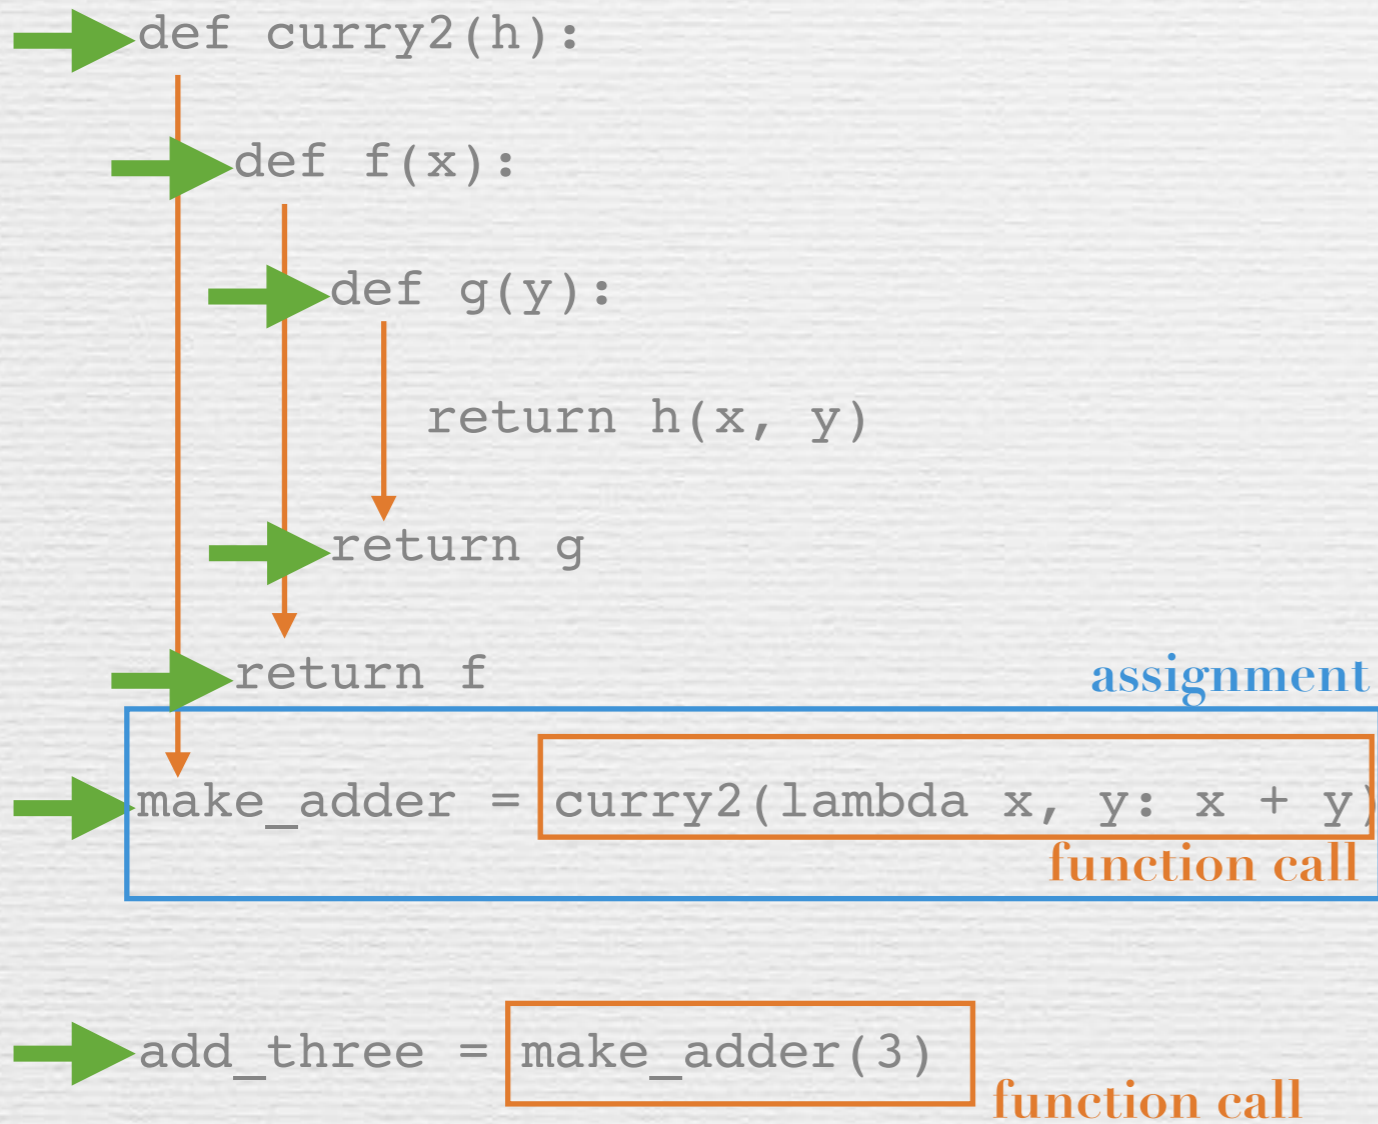 def curry2(h):
def f(x):
def g(y):
return h(x, y)
return g
return f
assignment
make_adder = curry2(lambda x, y: x + y)
function call
add_three = make_adder(3)
function call